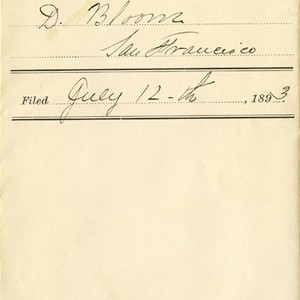 D. Bloom
San Francisco
Filed July 12-th, 1893